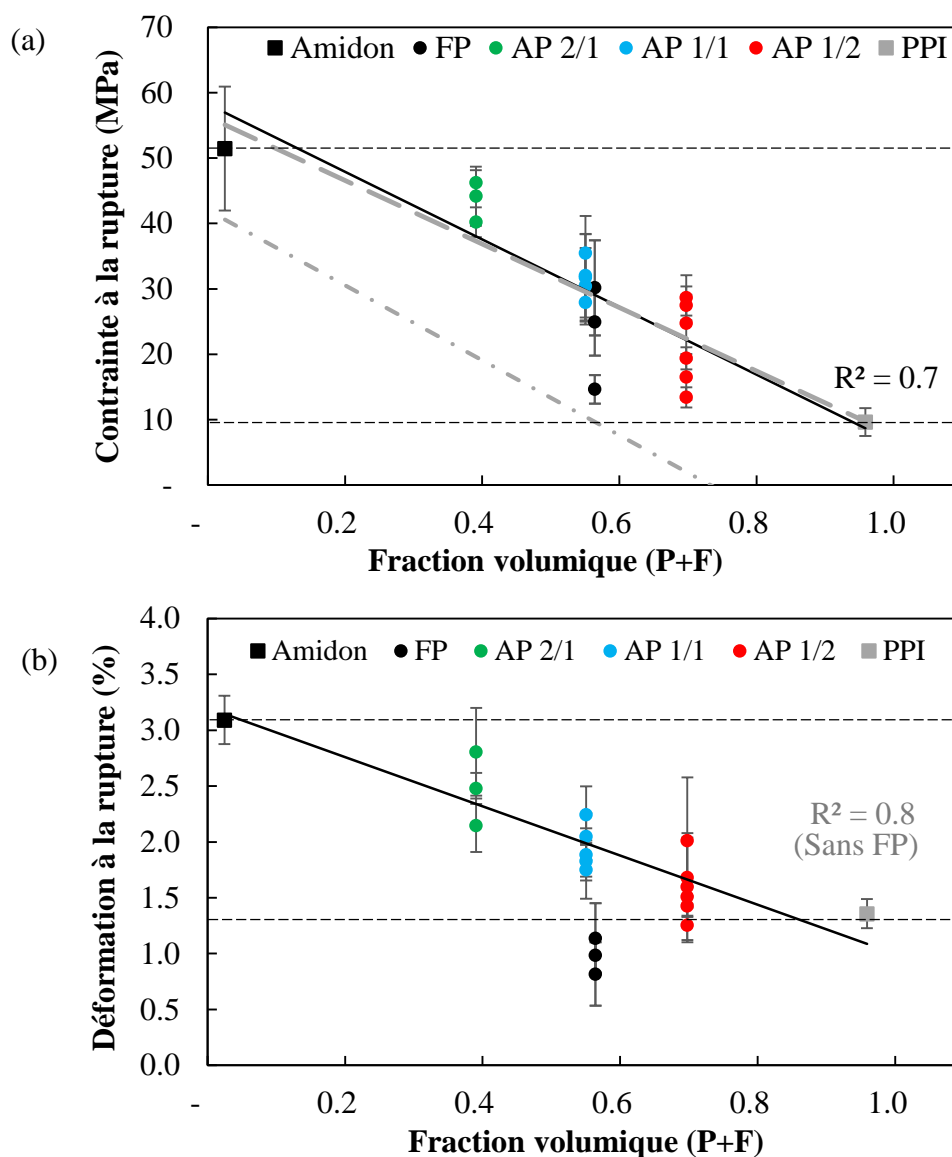 (a)
Contrainte à la rupture (MPa)
70
■ Amidon ● FP ● AP 2/1 ● AP 1/1 ● AP 1/2 ■ PPI
60
50
40
30
20
R² = 0.7
10
-
- 0.2 0.4 0.6 0.8 1.0
Fraction volumique (P+F)
(b)
Déformation à la rupture (%)
4.0
■ Amidon ● FP ● AP 2/1 ● AP 1/1 ● AP 1/2 ■ PPI
3.5
3.0
2.5
R² = 0.8
2.0
(Sans FP)
1.5
1.0
0.5
0.0
- 0.2 0.4 0.6 0.8 1.0
Fraction volumique (P+F)